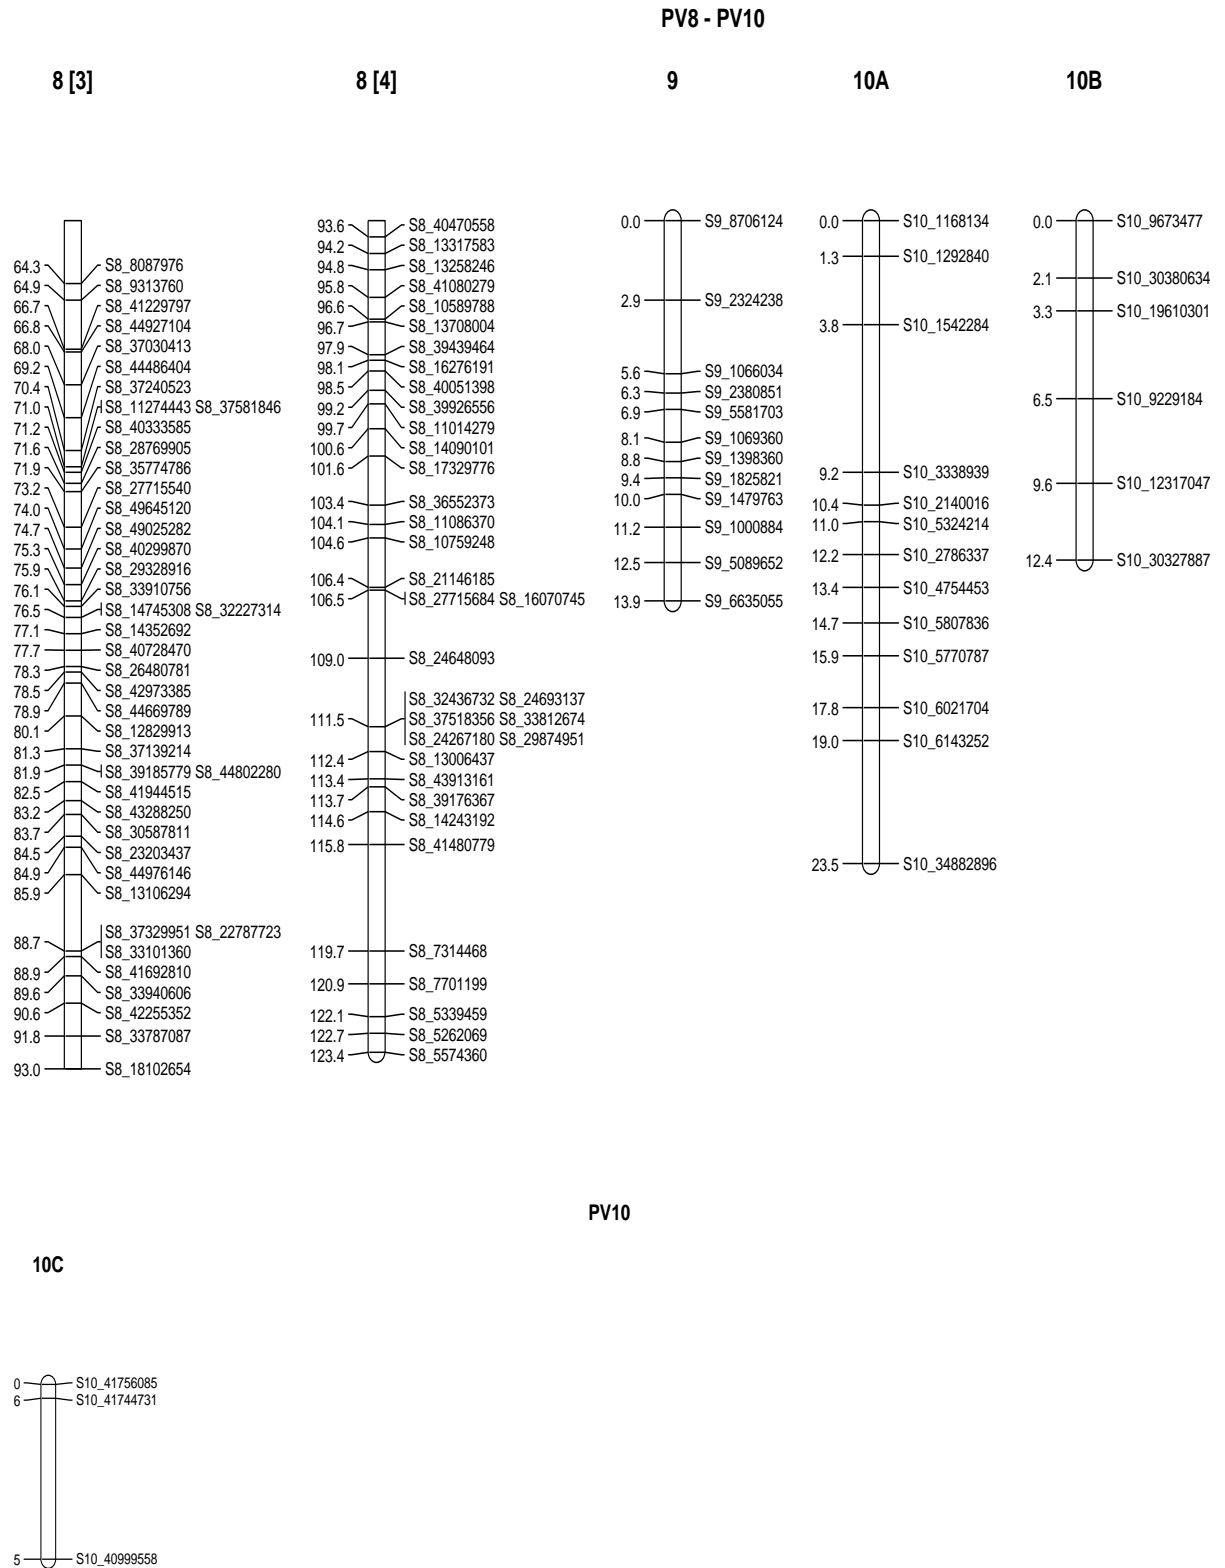 PV8 - PV10
8 [3]
64.3 S8_8087976
64.9 S8_9313760
66.7 S8_41229797
66.8 S8_44927104
68.0 S8_37030413
69.2 S8_44486404
70.4 S8_37240523
71.0 S8_11274443 S8_37581846
71.2 S8_40333585
71.6 S8_28769905
71.9 S8_35774786
73.2 S8_27715540
74.0 S8_49645120
74.7 S8_49025282
75.3 S8_40299870
75.9 S8_29328916
76.1 S8_33910756
76.5 S8_14745308 S8_32227314
77.1 S8_14352692
77.7 S8_40728470
78.3 S8_26480781
78.5 S8_42973385
78.9 S8_44669789
80.1 S8_12829913
81.3 S8_37139214
81.9 S8_39185779 S8_44802280
82.5 S8_41944515
83.2 S8_43288250
83.7 S8_30587811
84.5 S8_23203437
84.9 S8_44976146
85.9 S8_13106294
S8_37329951 S8_22787723
88.7 S8_33101360
88.9 S8_41692810
89.6 S8_33940606
90.6 S8_42255352
91.8 S8_33787087
93.0 S8_18102654
8 [4]
93.6 S8_40470558
94.2 S8_13317583
94.8 S8_13258246
95.8 S8_41080279
96.6 S8_10589788
96.7 S8_13708004
97.9 S8_39439464
98.1 S8_16276191
98.5 S8_40051398
99.2 S8_39926556
99.7 S8_11014279
100.6 S8_14090101
101.6 S8_17329776
103.4 S8_36552373
104.1 S8_11086370
104.6 S8_10759248
106.4 S8_21146185
106.5 S8_27715684 S8_16070745
109.0 S8_24648093
S8_32436732 S8_24693137
111.5 S8_37518356 S8_33812674
S8_24267180 S8_29874951
112.4 S8_13006437
113.4 S8_43913161
113.7 S8_39176367
114.6 S8_14243192
115.8 S8_41480779
119.7 S8_7314468
120.9 S8_7701199
122.1 S8_5339459
122.7 S8_5262069
123.4 S8_5574360
9
0.0 S9_8706124
2.9 S9_2324238
5.6 S9_1066034
6.3 S9_2380851
6.9 S9_5581703
8.1 S9_1069360
8.8 S9_1398360
9.4 S9_1825821
10.0 S9_1479763
11.2 S9_1000884
12.5 S9_5089652
13.9 S9_6635055
10A
0.0 S10_1168134
1.3 S10_1292840
3.8 S10_1542284
9.2 S10_3338939
10.4 S10_2140016
11.0 S10_5324214
12.2 S10_2786337
13.4 S10_4754453
14.7 S10_5807836
15.9 S10_5770787
17.8 S10_6021704
19.0 S10_6143252
23.5 S10_34882896
10B
0.0 S10_9673477
2.1 S10_30380634
3.3 S10_19610301
6.5 S10_9229184
9.6 S10_12317047
12.4 S10_30327887
PV10
10C
0 S10_41756085
6 S10_41744731
5 S10_40999558